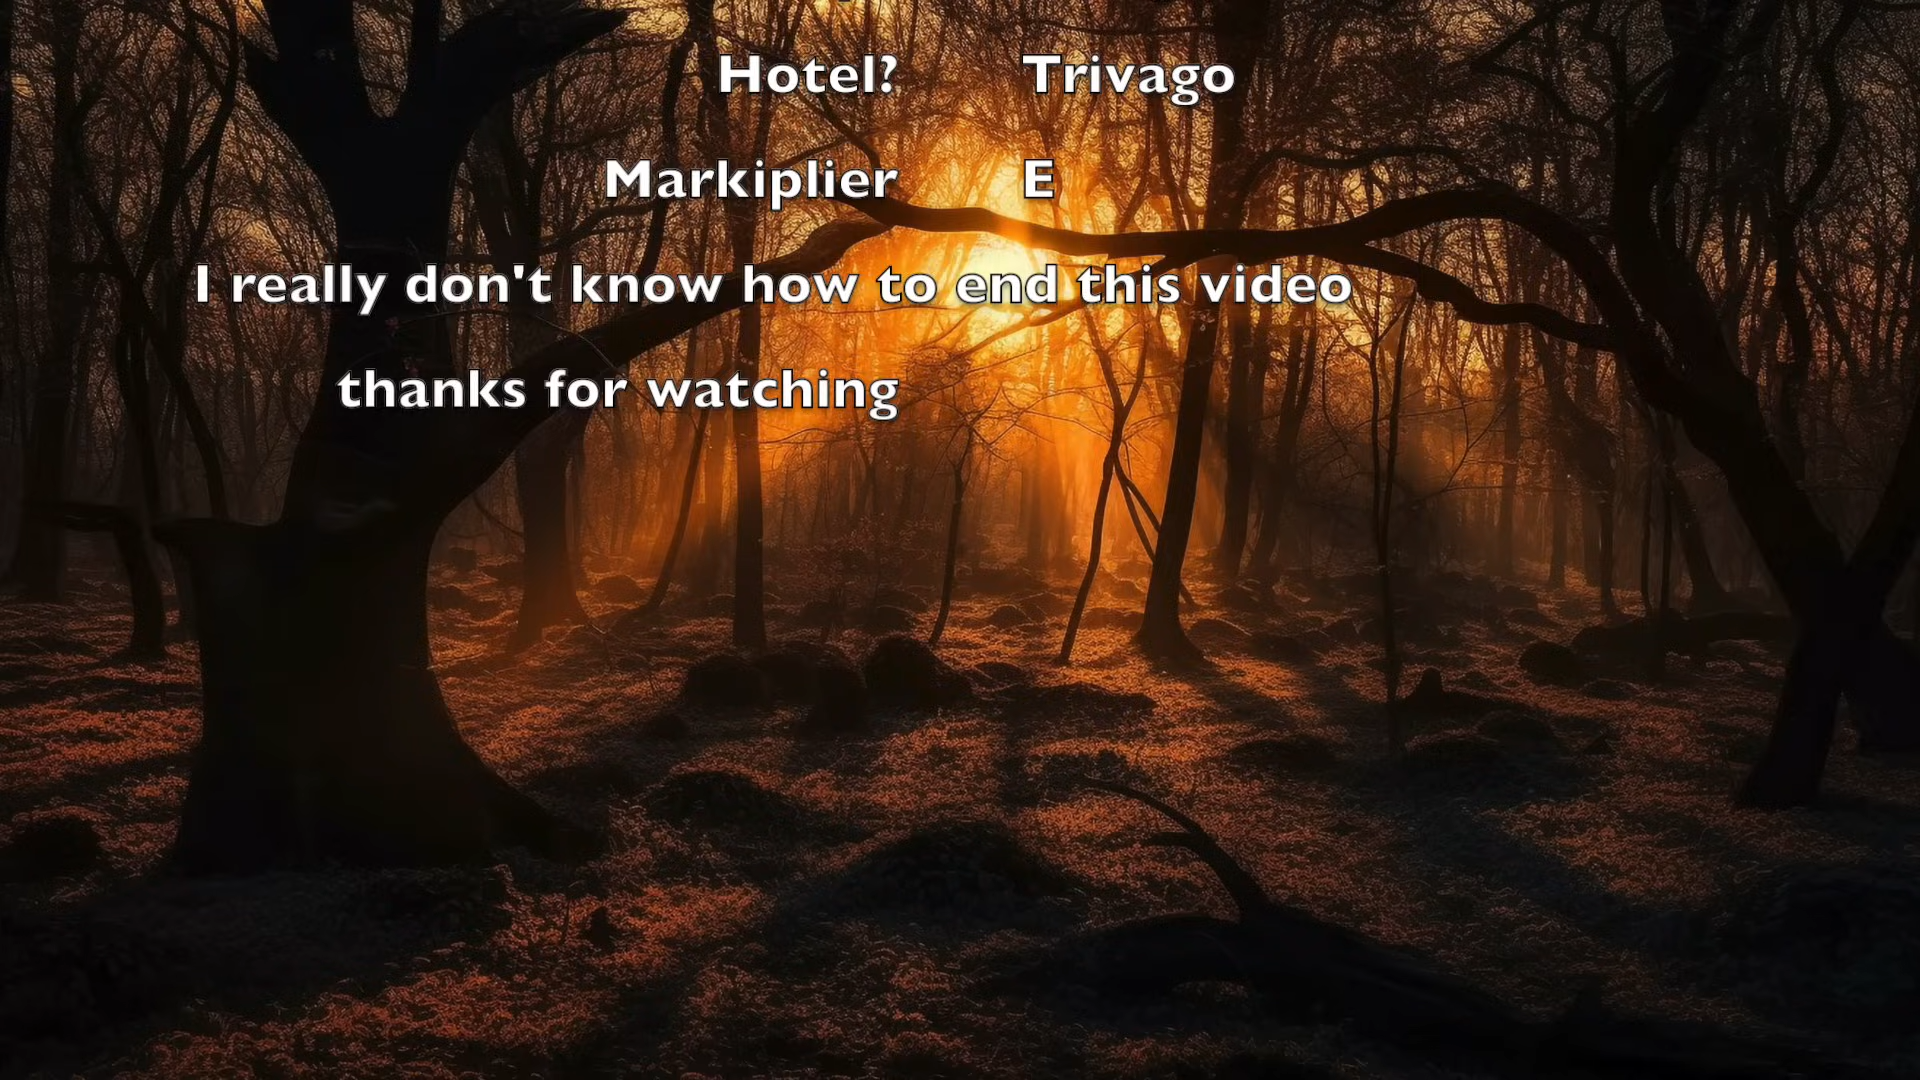 Hotel? Trivago
Markiplier E
I really don't know how to end this video
thanks for watching